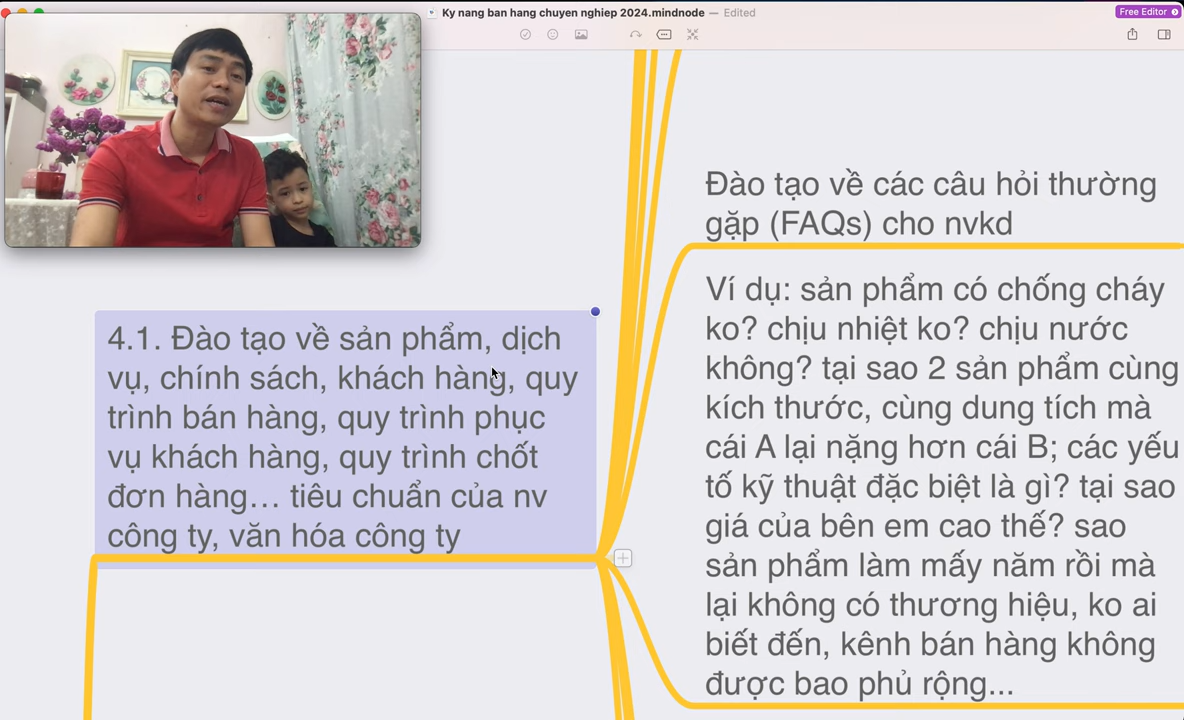 Ky nang ban hang chuyen nghiep 2024.mindnode — Edited
Free Editor
4.1. Đào tạo về sản phẩm, dịch
vụ, chính sách, khách hàng, quy
trình bán hàng, quy trình phục
vụ khách hàng, quy trình chốt
đơn hàng… tiêu chuẩn của nv
công ty, văn hóa công ty
Đào tạo về các câu hỏi thường
gặp (FAQs) cho nvkd
Ví dụ: sản phẩm có chống cháy
ko? chịu nhiệt ko? chịu nước
không? tại sao 2 sản phẩm cùng
kích thước, cùng dung tích mà
cái A lại nặng hơn cái B; các yếu
tố kỹ thuật đặc biệt là gì? tại sao
giá của bên em cao thế? sao
sản phẩm làm mấy năm rồi mà
lại không có thương hiệu, ko ai
biết đến, kênh bán hàng không
được bao phủ rộng...